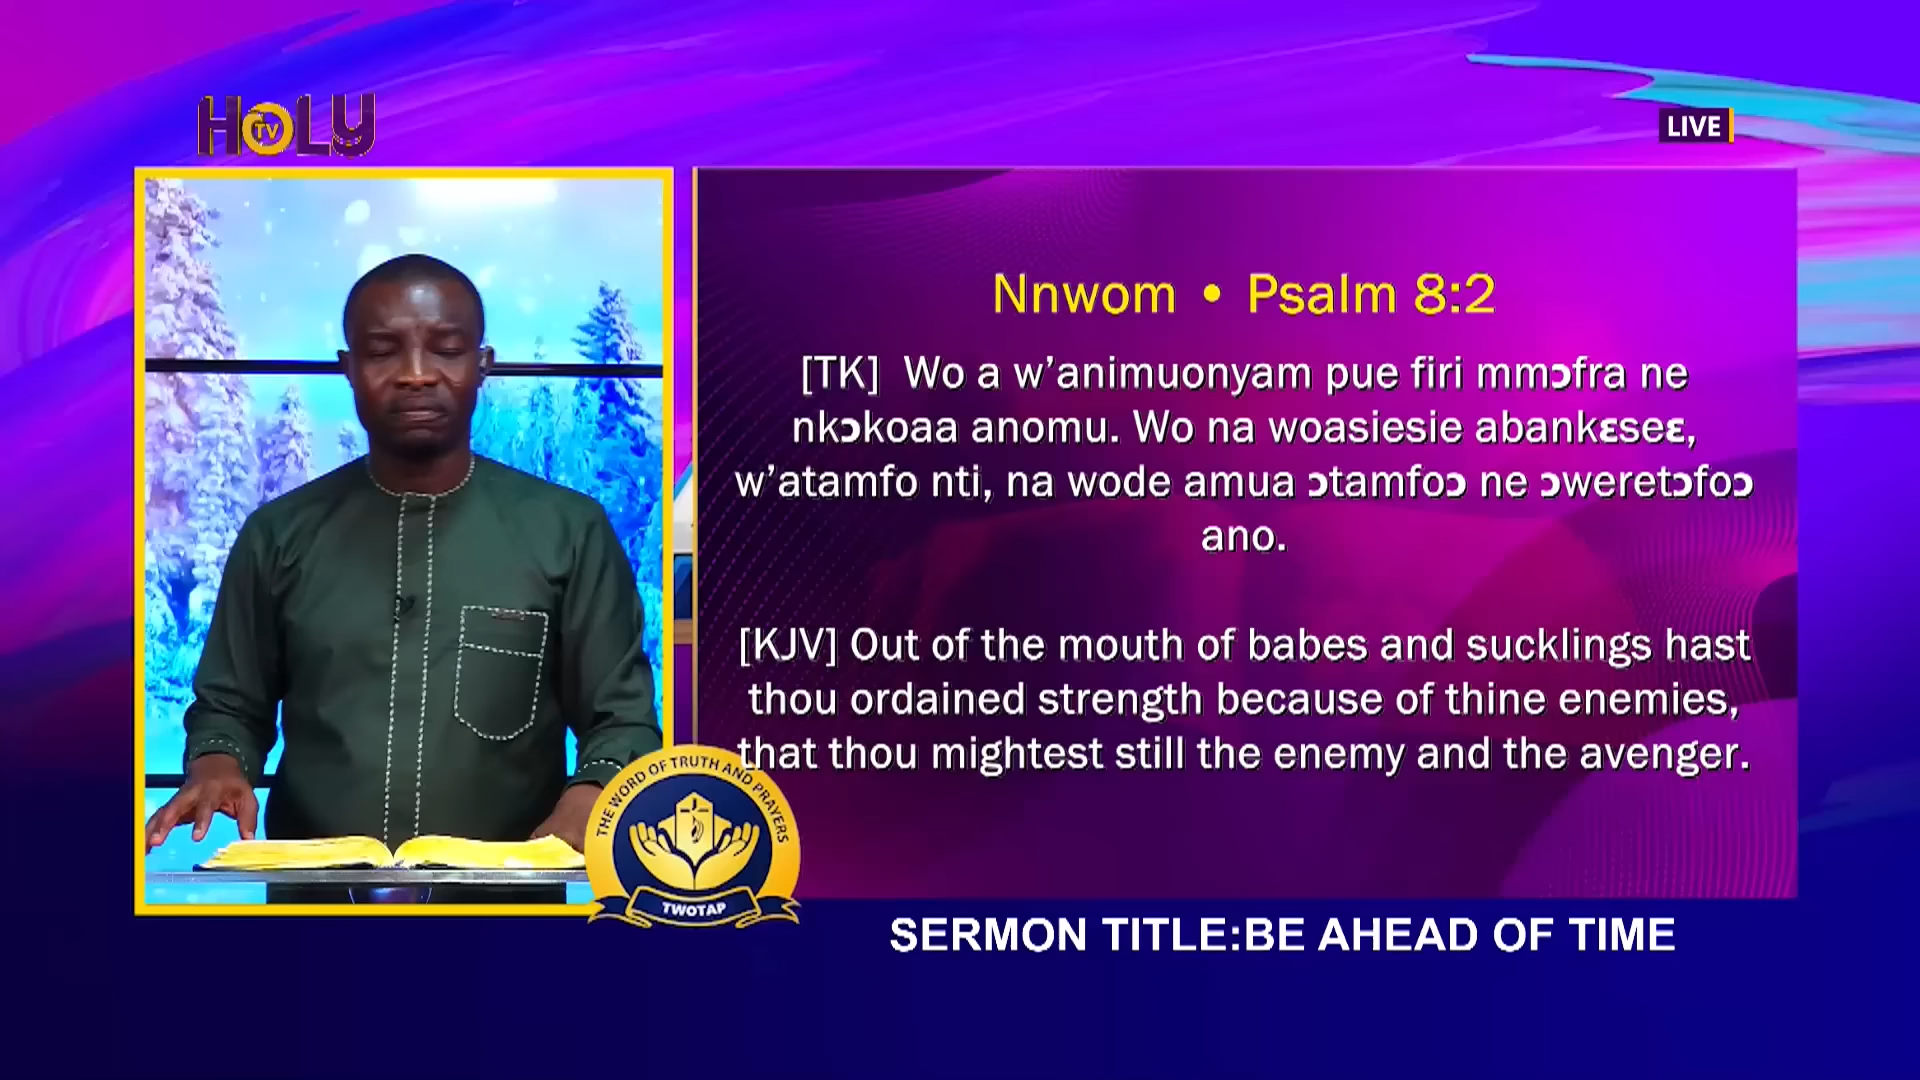 HOLY
TV
LIVE
Nnwom • Psalm 8:2
[TK] Wo a w’animuonyam pue firi mmɔfra ne
nkɔkoaa anomu. Wo na woasiesie abankɛseɛ,
w’atamfo nti, na wode amua ɔtamfoɔ ne ɔweretɔfoɔ
ano.
[KJV] Out of the mouth of babes and sucklings hast
thou ordained strength because of thine enemies,
that thou mightest still the enemy and the avenger.
THE WORD OF TRUTH AND PRAYERS
TWOTAP
SERMON TITLE:BE AHEAD OF TIME